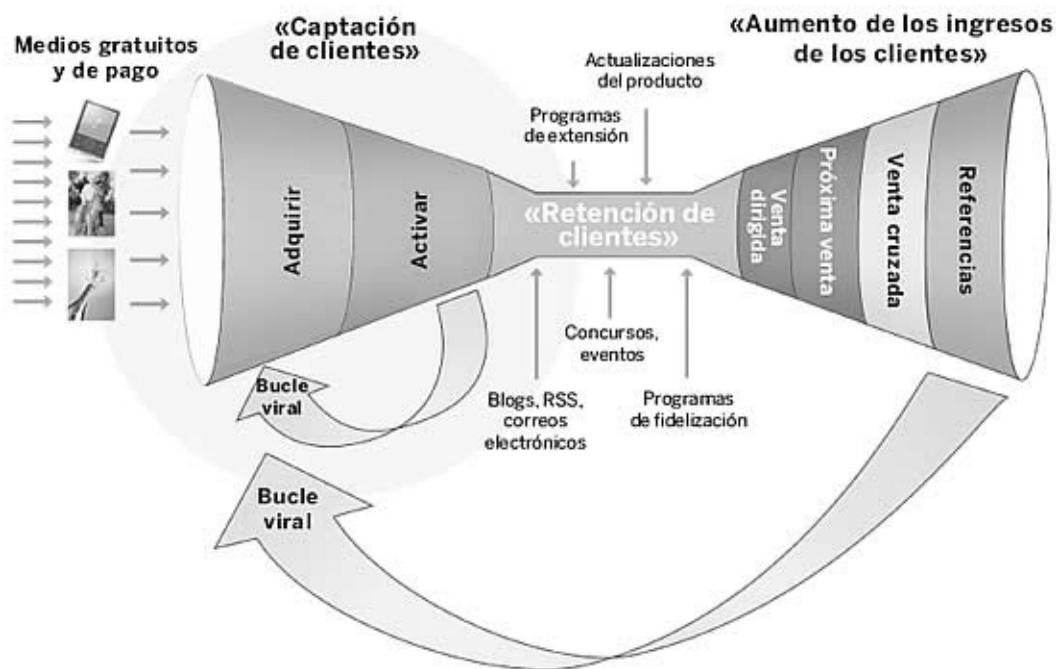 Medios gratuitos
y de pago
«Captación
de clientes»
«Aumento de los ingresos
de los clientes»
Actualizaciones
del producto
Programas
de extensión
Adquirir
Activar
«Retención de
clientes»
Venta
dirigida
Próxima venta
Venta cruzada
Referencias
Concursos,
eventos
Blogs, RSS,
correos
electrónicos
Programas
de fidelización
Bucle
viral
Bucle
viral